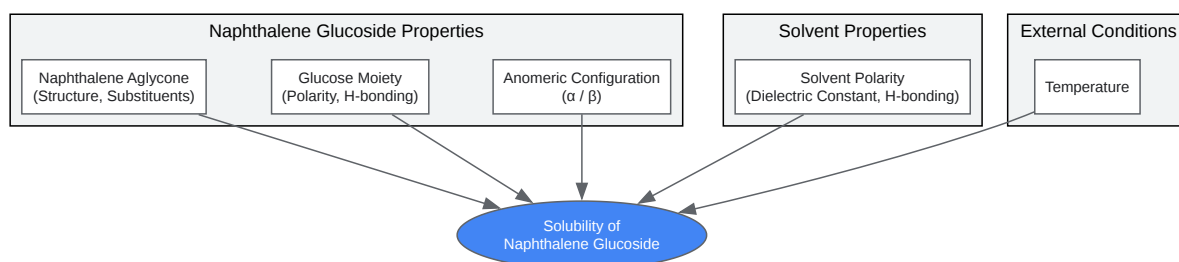 Naphthalene Glucoside Properties
Solvent Properties
External Conditions
Naphthalene Aglycone
(Structure, Substituents)
Glucose Moiety
(Polarity, H-bonding)
Anomeric Configuration
(α / β)
Solvent Polarity
(Dielectric Constant, H-bonding)
Temperature
Solubility of
Naphthalene Glucoside